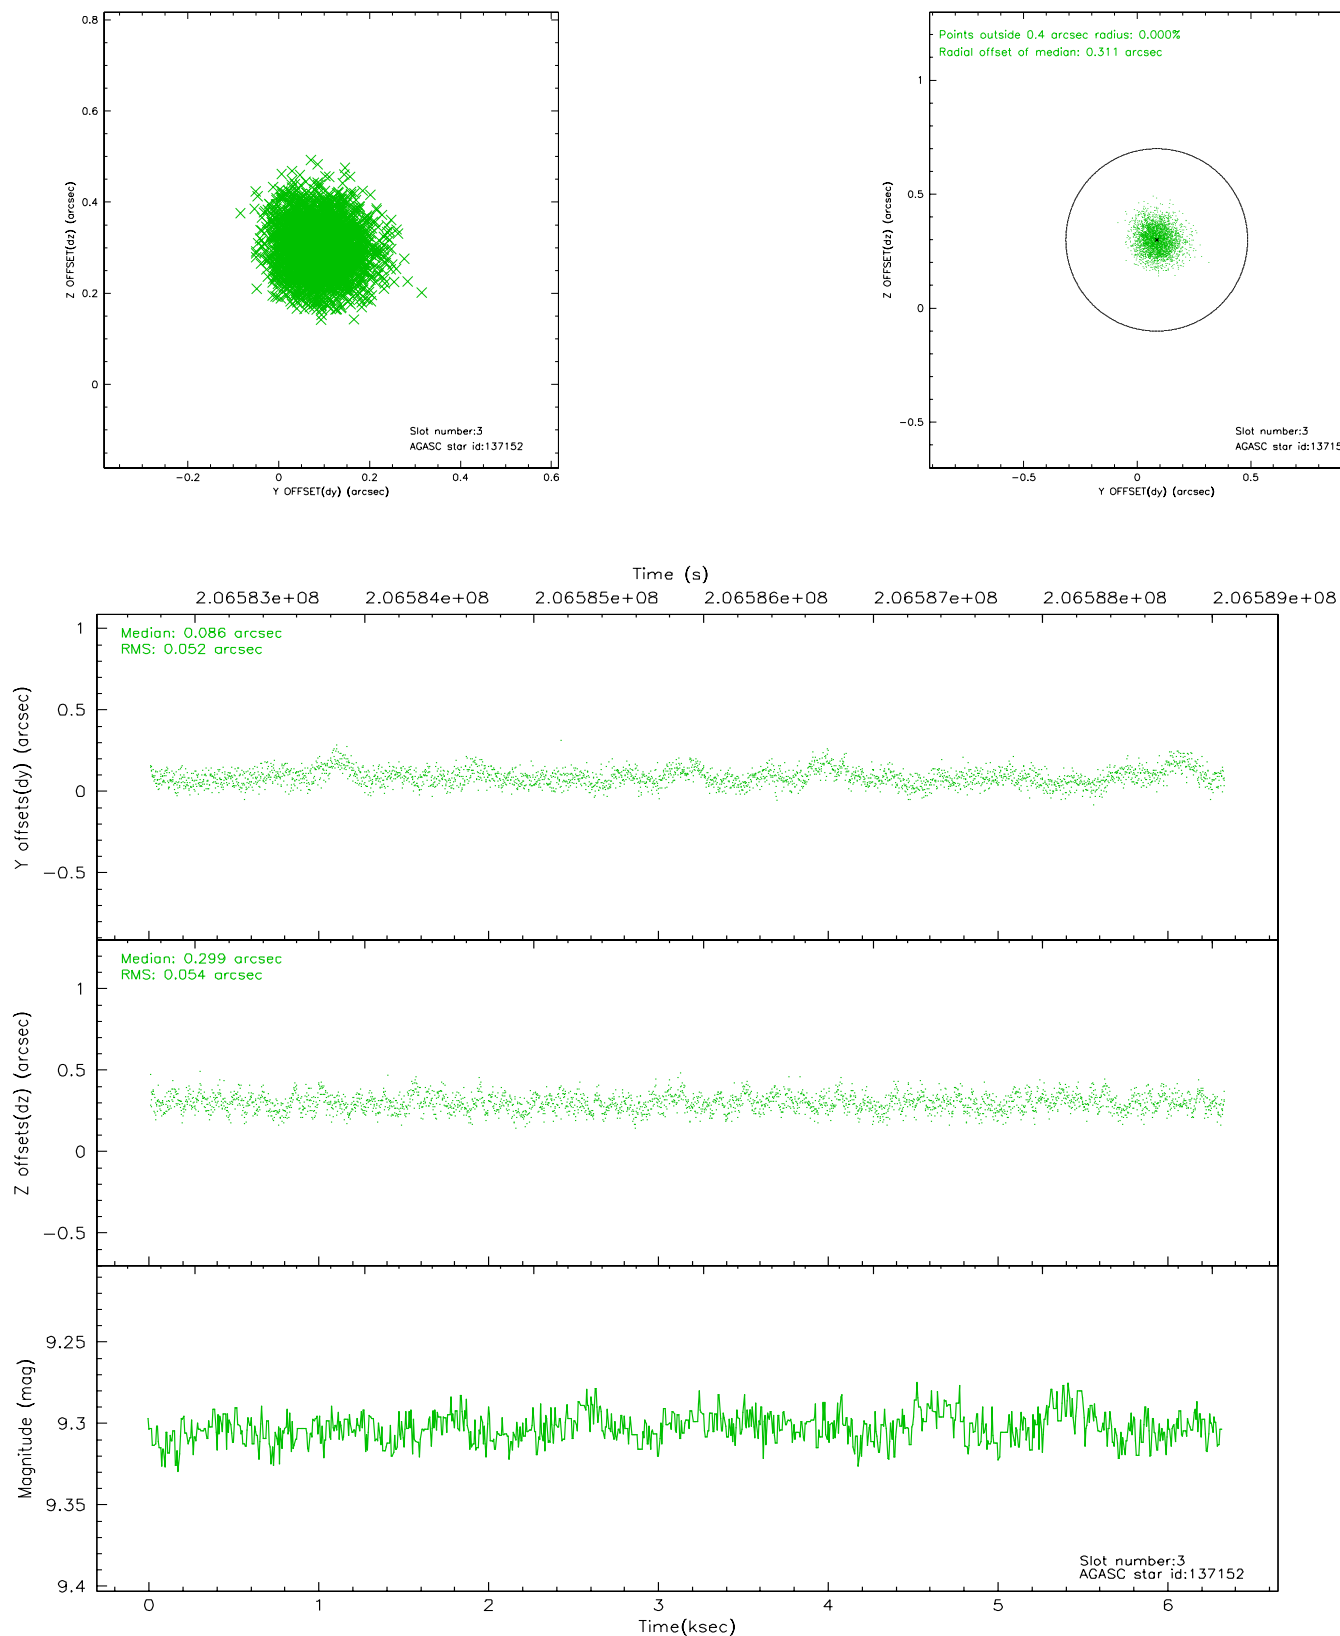 0.8
0.6
0.4
0.2
0
Z OFFSET(dz) (arcsec)
Slot number:3
AGASC star id:137152
-0.2 0 0.2 0.4 0.6
Y OFFSET(dy) (arcsec)
Points outside 0.4 arcsec radius: 0.000%
Radial offset of median: 0.311 arcsec
1
0.5
0
-0.5
Z OFFSET(dz) (arcsec)
Slot number:3
AGASC star id:13715
-0.5 0 0.5
Y OFFSET(dy) (arcsec)
Time (s)
2.06583e+08 2.06584e+08 2.06585e+08 2.06586e+08 2.06587e+08 2.06588e+08 2.06589e+08
Median: 0.086 arcsec
RMS: 0.052 arcsec
1
0.5
0
-0.5
Y offsets(dy) (arcsec)
Median: 0.299 arcsec
RMS: 0.054 arcsec
1
0.5
0
-0.5
Z offsets(dz) (arcsec)
9.25
9.3
9.35
9.4
Magnitude (mag)
Slot number:3
AGASC star id:137152
0 1 2 3 4 5 6
Time(ksec)